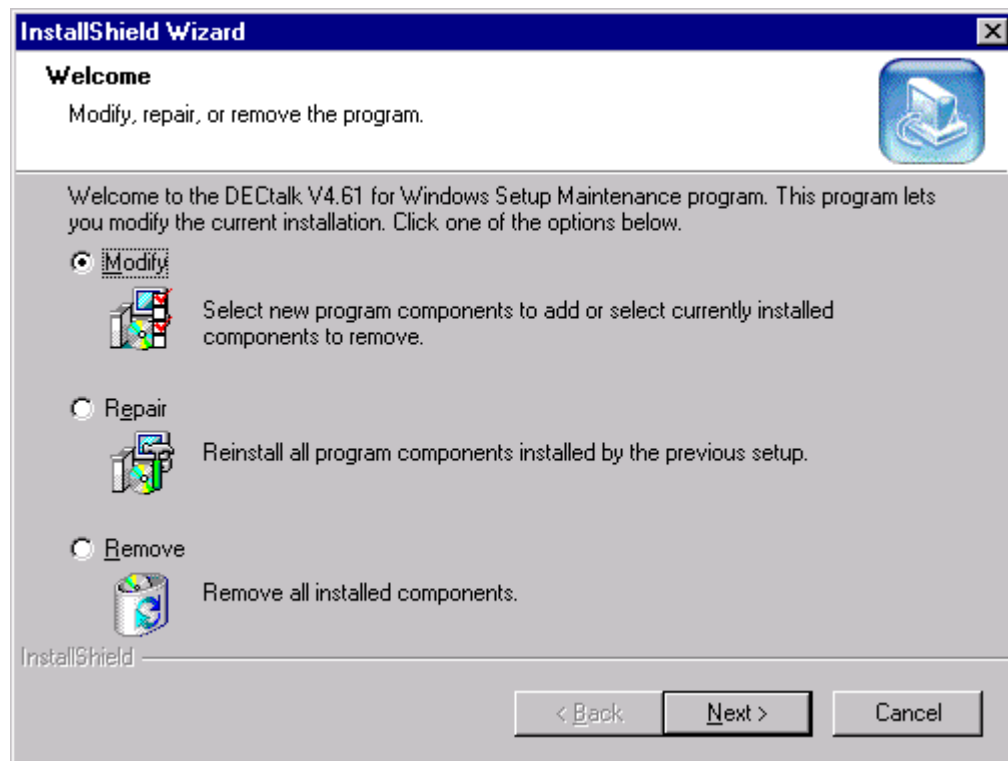 InstallShield Wizard
Welcome
Modify, repair, or remove the program.
Welcome to the DECtalk V4.61 for Windows Setup Maintenance program. This program lets
you modify the current installation. Click one of the options below.
Modify
Select new program components to add or select currently installed
components to remove.
Repair
Reinstall all program components installed by the previous setup.
Remove
Remove all installed components.
InstallShield
< Back
Next >
Cancel